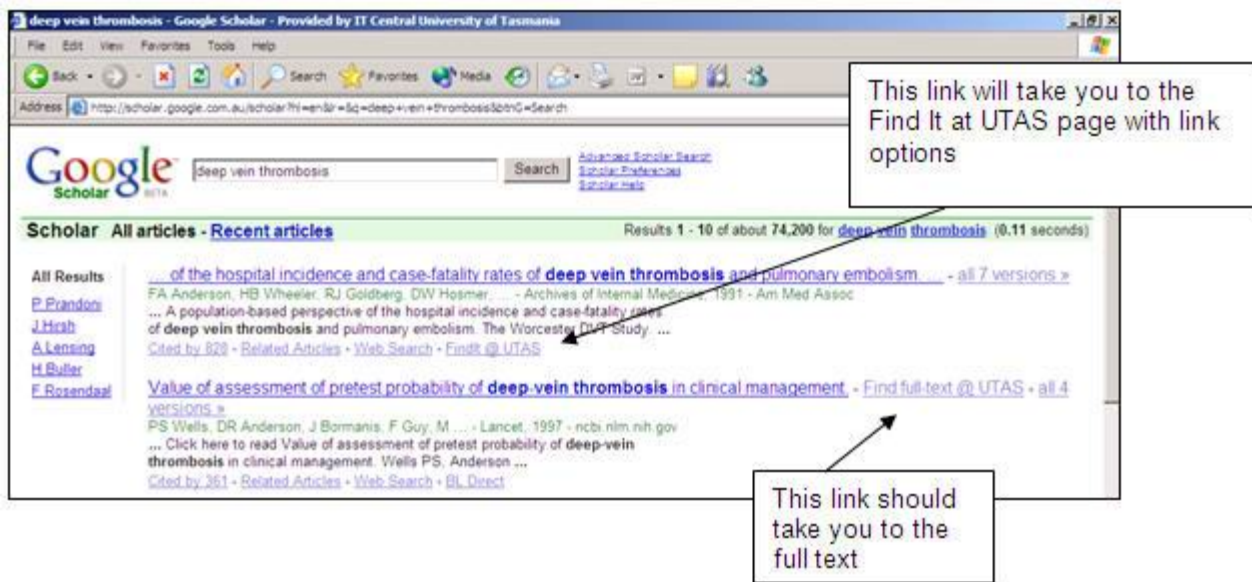 deep vein thrombosis - Google Scholar - Provided by IT Central University of Tasmania
File Edit View Favorites Tools Help
Back Search Favorites Media
Address http://scholar.google.com.au/scholar?hl=en&lr=&q=deep+vein+thrombosis&btnG=Search
This link will take you to the
Find It at UTAS page with link
options
Google
Scholar BETA
deep vein thrombosis
Search
Advanced Scholar Search
Scholar Preferences
Scholar Help
Scholar All articles - Recent articles Results 1 - 10 of about 74,200 for deep vein thrombosis (0.11 seconds)
All Results
P Prandoni
J Hirsh
A Lensing
H Buller
F Rosendaal
... of the hospital incidence and case-fatality rates of deep vein thrombosis and pulmonary embolism. ... - all 7 versions »
FA Anderson, HB Wheeler, RJ Goldberg, DW Hosmer, ... - Archives of Internal Medicine, 1991 - Am Med Assoc
... A population-based perspective of the hospital incidence and case-fatality rates
of deep vein thrombosis and pulmonary embolism. The Worcester DVT Study. ...
Cited by 828 - Related Articles - Web Search - FindIt @ UTAS
Value of assessment of pretest probability of deep-vein thrombosis in clinical management. - Find full-text @ UTAS - all 4
versions »
PS Wells, DR Anderson, J Bormanis, F Guy, M ... - Lancet, 1997 - ncbi.nlm.nih.gov
... Click here to read Value of assessment of pretest probability of deep-vein
thrombosis in clinical management. Wells PS, Anderson ...
Cited by 361 - Related Articles - Web Search - BL Direct
This link should
take you to the
full text